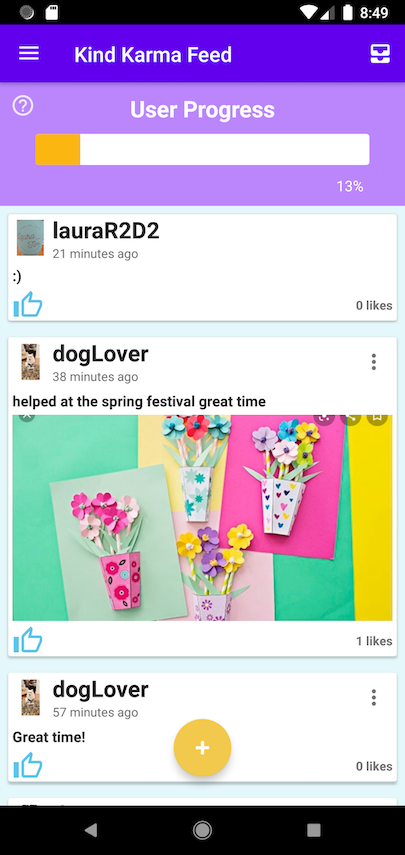 8:49
Kind Karma Feed
User Progress
13%
lauraR2D2
21 minutes ago
:)
0 likes
dogLover
38 minutes ago
helped at the spring festival great time
1 likes
dogLover
57 minutes ago
Great time!
+
0 likes